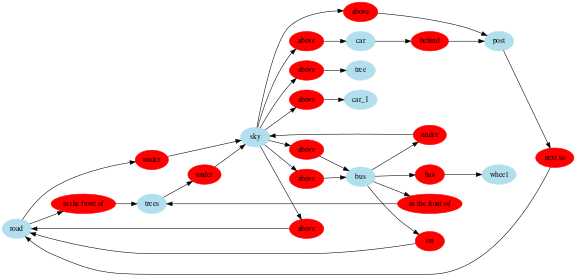 above
above
car
behind
post
above
tree
above
car_1
sky
under
under
above
under
above
bus
has
wheel
next to
in the front of
trees
in the front of
road
above
on